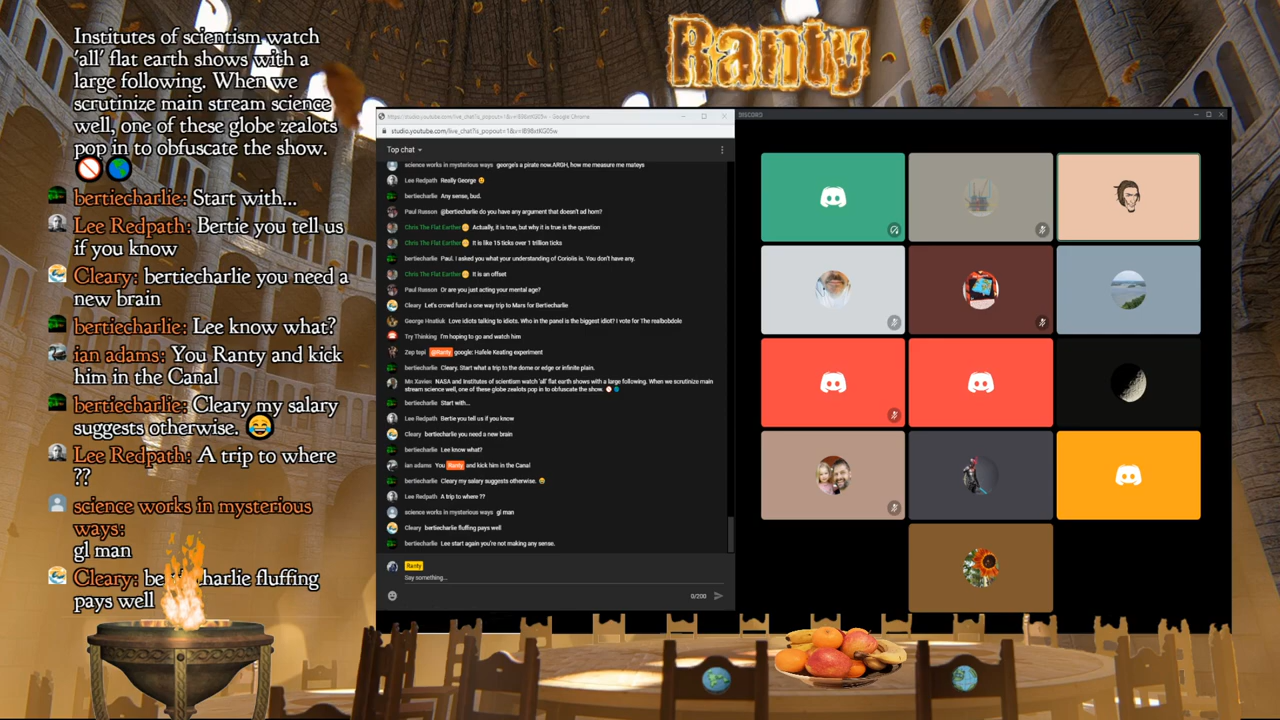 Institutes of scientism watch
'all' flat earth shows with a
large following. When we
scrutinize main stream science
well, one of these globe zealots
pop in to obfuscate the show.
bertiecharlie: Start with...
Lee Redpath: Bertie you tell us
if you know
Cleary: bertiecharlie you need a
new brain
bertiecharlie: Lee know what?
ian adams: You Ranty and kick
him in the Canal
bertiecharlie: Cleary my salary
suggests otherwise. 😂
Lee Redpath: A trip to where
??
science works in mysterious
ways:
gl man
Cleary: be charlie fluffing
pays well
Ranty
studio.youtube.com/live_chat?is_popout=1&v=
Top chat
science works in mysterious ways george's a pirate now.ARGH, how me measure me mateys
Lee Redpath Really George
bertiecharlie Any sense, bud.
Paul Russon @bertiecharlie do you have any argument that doesn't ad hom?
Chris The Flat Earther Actually, it is true, but why it is true is the question
Chris The Flat Earther It is like 15 ticks over 1 trillion ticks
bertiecharlie Paul. I asked you what your understanding of Coriolis is. You don't have any.
Chris The Flat Earther It is an offset
Paul Russon Or are you just acting your mental age?
Cleary Let's crowd fund a one way trip to Mars for Bertiecharlie
George Hnatiuk Love idiots talking to idiots. Who in the panel is the biggest idiot? I vote for The realbobdole
Try Thinking I'm hoping to go and watch him
Zep tepi @Ranty google: Hafele Keating experiment
bertiecharlie Cleary. Start what a trip to the dome or edge or infinite plain.
Mr. Xavier NASA and Institutes of scientism watch 'all' flat earth shows with a large following. When we scrutinize main
stream science well, one of these globe zealots pop in to obfuscate the show.
bertiecharlie Start with...
Lee Redpath Bertie you tell us if you know
Cleary bertiecharlie you need a new brain
bertiecharlie Lee know what?
ian adams You Ranty and kick him in the Canal
bertiecharlie Cleary my salary suggests otherwise. 😂
Lee Redpath A trip to where ??
science works in mysterious ways gl man
Cleary bertiecharlie fluffing pays well
bertiecharlie Lee start again you're not making any sense.
Ranty
Say something...
0/200
DISCORD